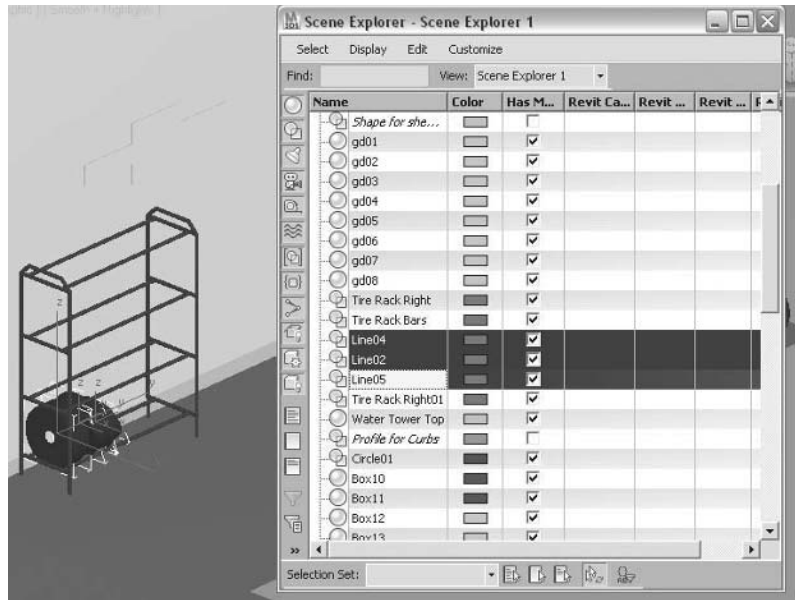 Scene Explorer - Scene Explorer 1
Select Display Edit Customize
Find: View: Scene Explorer 1
Name Color Has M... Revit Ca... Revit ... Revit ...
Shape for she...
gd01
gd02
gd03
gd04
gd05
gd06
gd07
gd08
Tire Rack Right
Tire Rack Bars
Line04
Line02
Line05
Tire Rack Right01
Water Tower Top
Profile for Curbs
Circle01
Box10
Box11
Box12
Box13
Selection Set:
z
z z
y